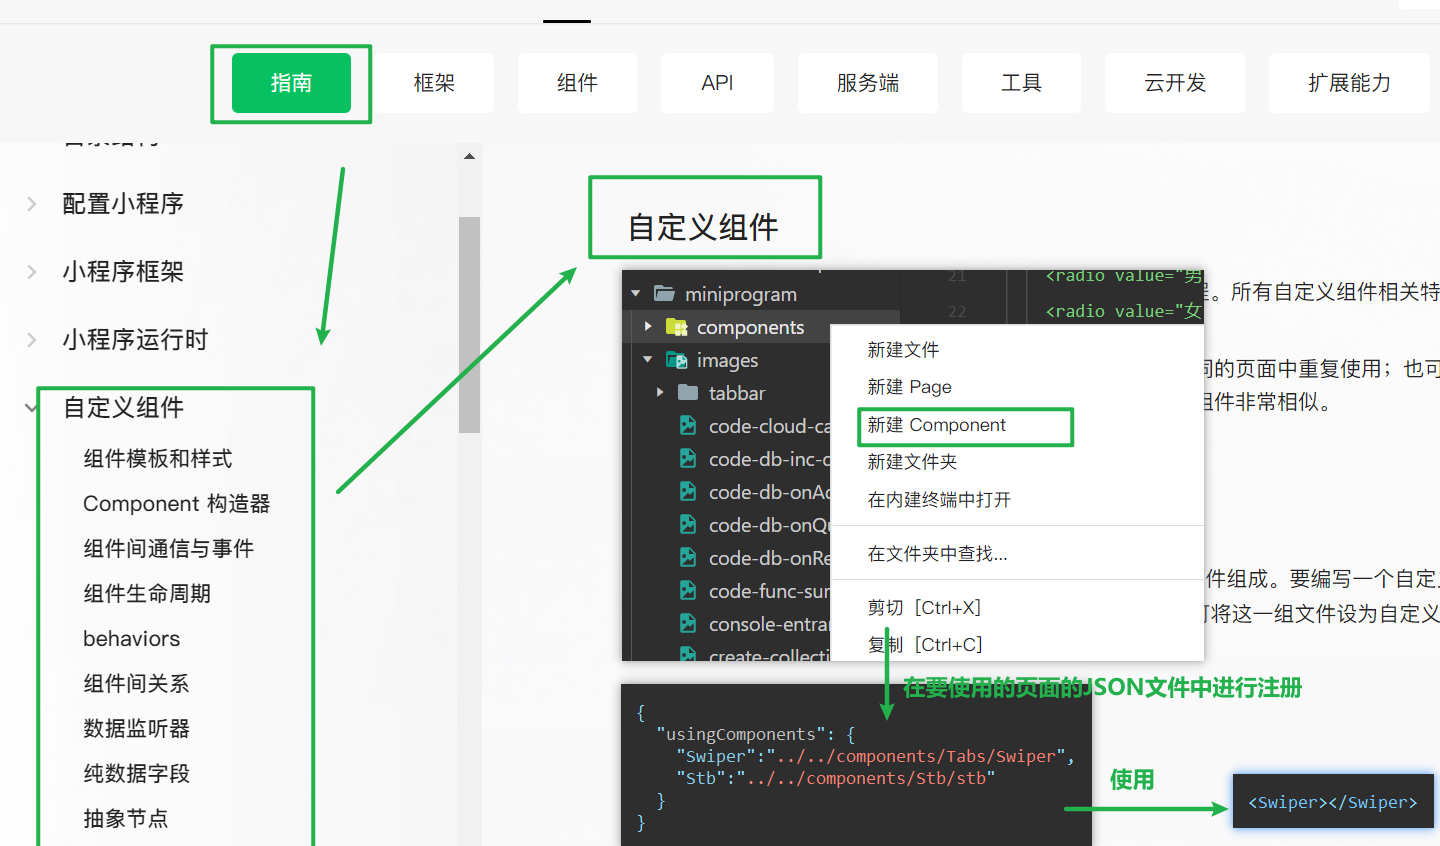 指南
框架
组件
API
服务端
工具
云开发
扩展能力
配置小程序
小程序框架
小程序运行时
自定义组件
组件模板和样式
Component 构造器
组件间通信与事件
组件生命周期
behaviors
组件间关系
数据监听器
纯数据字段
抽象节点
自定义组件
miniprogram
components
images
tabbar
code-cloud-ca
code-db-inc-
code-db-onA
code-db-onQu
code-db-onRe
code-func-sur
console-entra
create-collecti
21
<radio value="男
22
<radio value="女
新建文件
新建 Page
新建 Component
新建文件夹
在内建终端中打开
在文件夹中查找...
剪切 [Ctrl+X]
复制 [Ctrl+C]
。所有自定义组件相关特
的页面中重复使用；也可
组件非常相似。
件组成。要编写一个自定义
将这一组文件设为自定义
在要使用的页面的JSON文件中进行注册
{
"usingComponents": {
"Swiper":"../../components/Tabs/Swiper",
"Stb":"../../components/Stb/stb"
}
}
使用
<Swiper></Swiper>